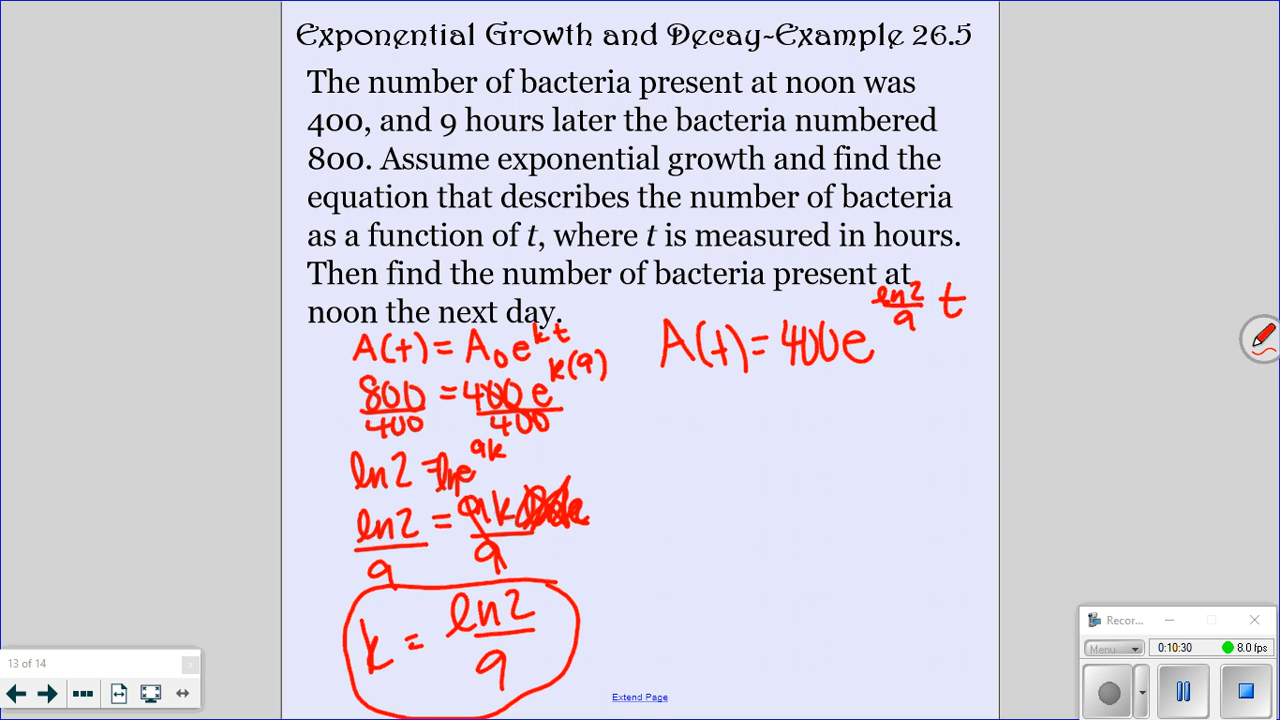 Exponential Growth and Decay-Example 26.5
The number of bacteria present at noon was
400, and 9 hours later the bacteria numbered
800. Assume exponential growth and find the
equation that describes the number of bacteria
as a function of t, where t is measured in hours.
Then find the number of bacteria present at
noon the next day.
A(t) = A₀e^kt
800/400 = 400e^k(9)/400
ln2 = lne^9k
ln2/9 = 9k/9
k = ln2/9
A(t) = 400e^(ln2/9 t)
Extend Page
13 of 14
x
Recor...
Menu
0:10:30
8.0 fps